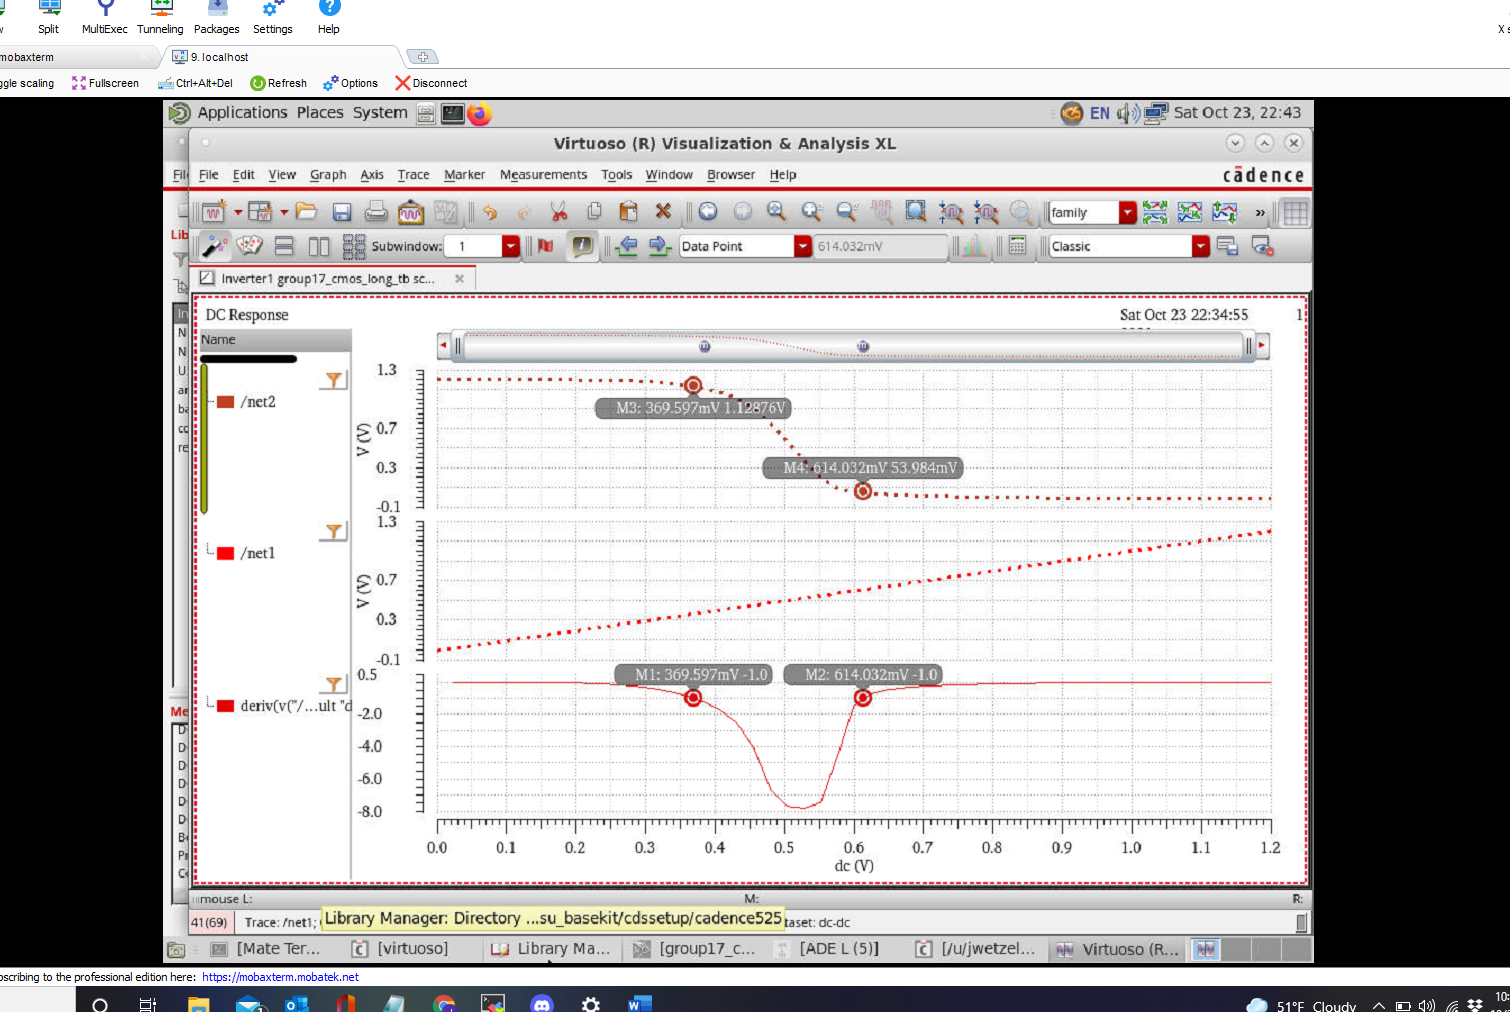 Split MultiExec Tunneling Packages Settings Help
mobaxterm 9. localhost
ggle scaling Fullscreen Ctrl+Alt+Del Refresh Options Disconnect
Applications Places System EN Sat Oct 23, 22:43
Virtuoso (R) Visualization & Analysis XL
File Edit View Graph Axis Trace Marker Measurements Tools Window Browser Help cādence
family »
Subwindow: 1 Data Point 614.032mV Classic
Inverter1 group17_cmos_long_tb sc...
DC Response Sat Oct 23 22:34:55 1
Name
/net2
1.3
0.7
0.3
-0.1
V (V)
M3: 369.597mV 1.12876V
M4: 614.032mV 53.984mV
/net1
1.3
0.7
0.3
-0.1
V (V)
M1: 369.597mV -1.0 M2: 614.032mV -1.0
deriv(v("/...ult "d
0.5
-2.0
-4.0
-6.0
-8.0
0.0 0.1 0.2 0.3 0.4 0.5 0.6 0.7 0.8 0.9 1.0 1.1 1.2
dc (V)
mouse L: M: R:
41(69) Trace: /net1; Library Manager: Directory ...su_basekit/cdssetup/cadence525 taset: dc-dc
[Mate Ter... [virtuoso] Library Ma... [group17_c... [ADE L (5)] [/u/jwetzel... Virtuoso (R...
bscribing to the professional edition here: https://mobaxterm.mobatek.net
51°F Cloudy 10: